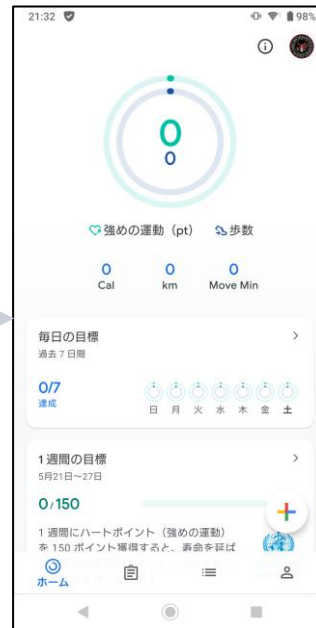 21:32 98%
0
0
強めの運動（pt） 歩数
0 0 0
Cal km Move Min
毎日の目標
過去 7 日間
0/7
達成
日 月 火 水 木 金 土
1 週間の目標
5月21日～27日
0/150
1 週間にハートポイント（強めの運動）
を 150 ポイント獲得すると、寿命を延ば
ホーム